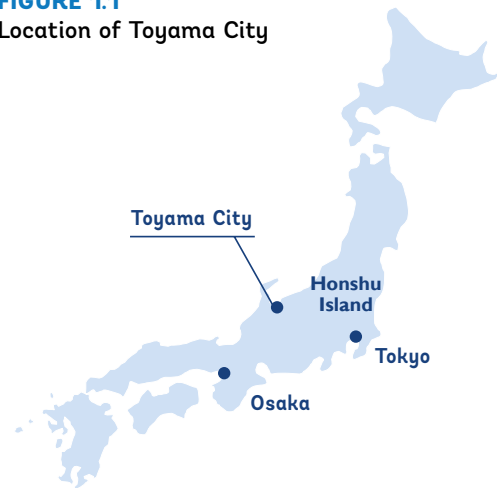 FIGURE 1.1
Location of Toyama City
Toyama City
Honshu
Island
Tokyo
Osaka